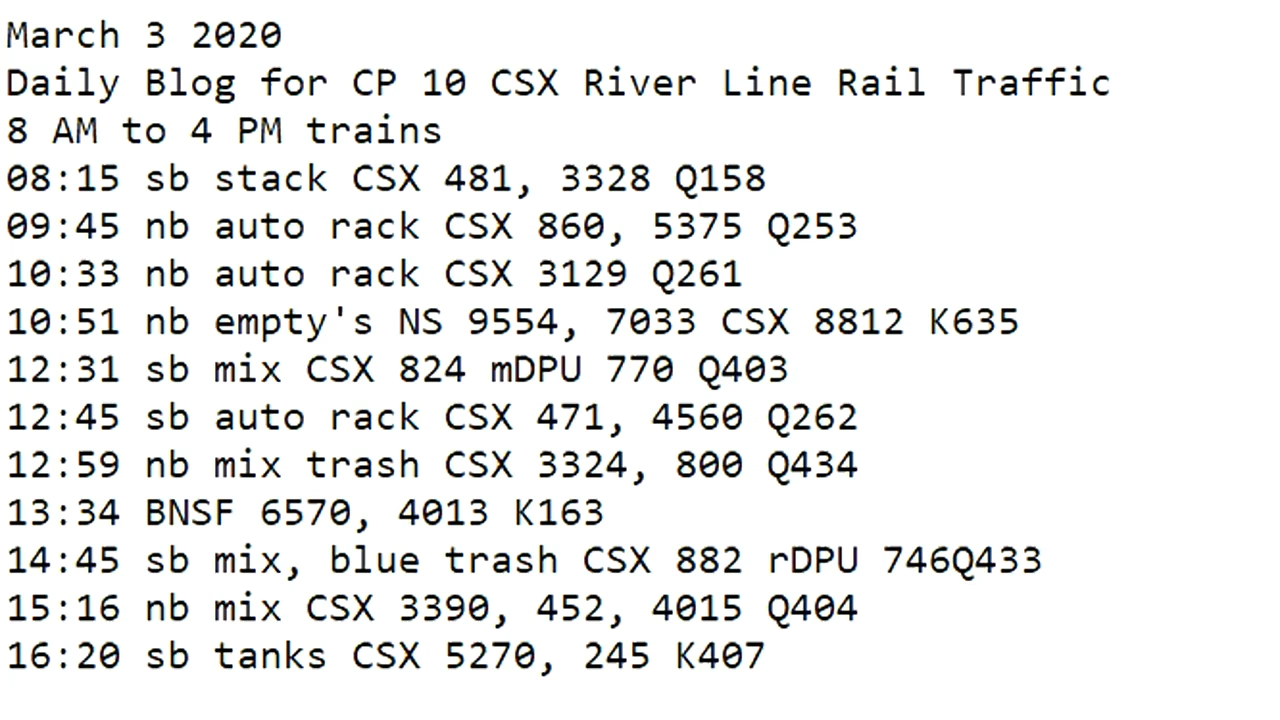 March 3 2020
Daily Blog for CP 10 CSX River Line Rail Traffic
8 AM to 4 PM trains
08:15 sb stack CSX 481, 3328 Q158
09:45 nb auto rack CSX 860, 5375 Q253
10:33 nb auto rack CSX 3129 Q261
10:51 nb empty's NS 9554, 7033 CSX 8812 K635
12:31 sb mix CSX 824 mDPU 770 Q403
12:45 sb auto rack CSX 471, 4560 Q262
12:59 nb mix trash CSX 3324, 800 Q434
13:34 BNSF 6570, 4013 K163
14:45 sb mix, blue trash CSX 882 rDPU 746Q433
15:16 nb mix CSX 3390, 452, 4015 Q404
16:20 sb tanks CSX 5270, 245 K407